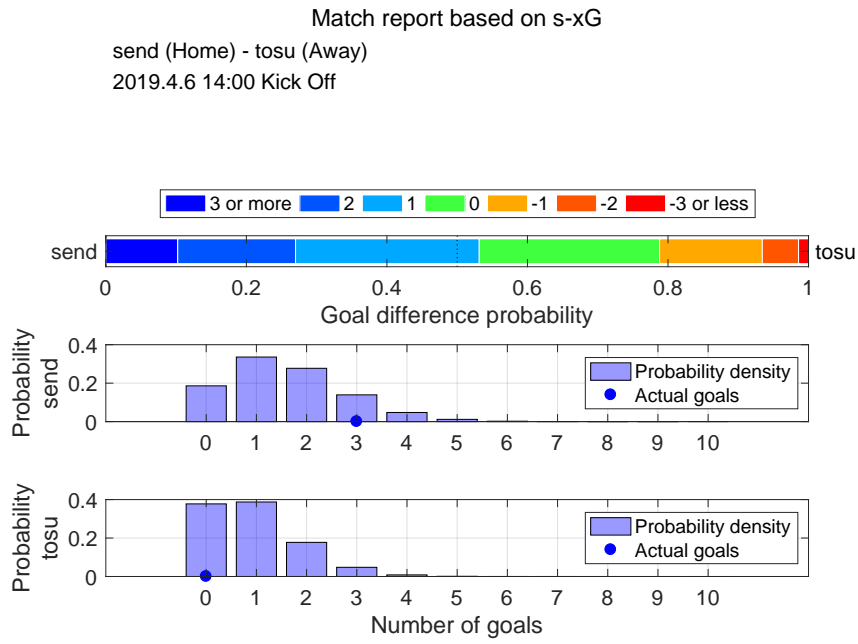 Match report based on s-xG
send (Home) - tosu (Away)
2019.4.6 14:00 Kick Off
3 or more 2 1 0 -1 -2 -3 or less
send tosu
0 0.2 0.4 0.6 0.8 1
Goal difference probability
Probability
send
0.4
0.2
0
Probability density
Actual goals
0 1 2 3 4 5 6 7 8 9 10
Probability
tosu
0.4
0.2
0
Probability density
Actual goals
0 1 2 3 4 5 6 7 8 9 10
Number of goals